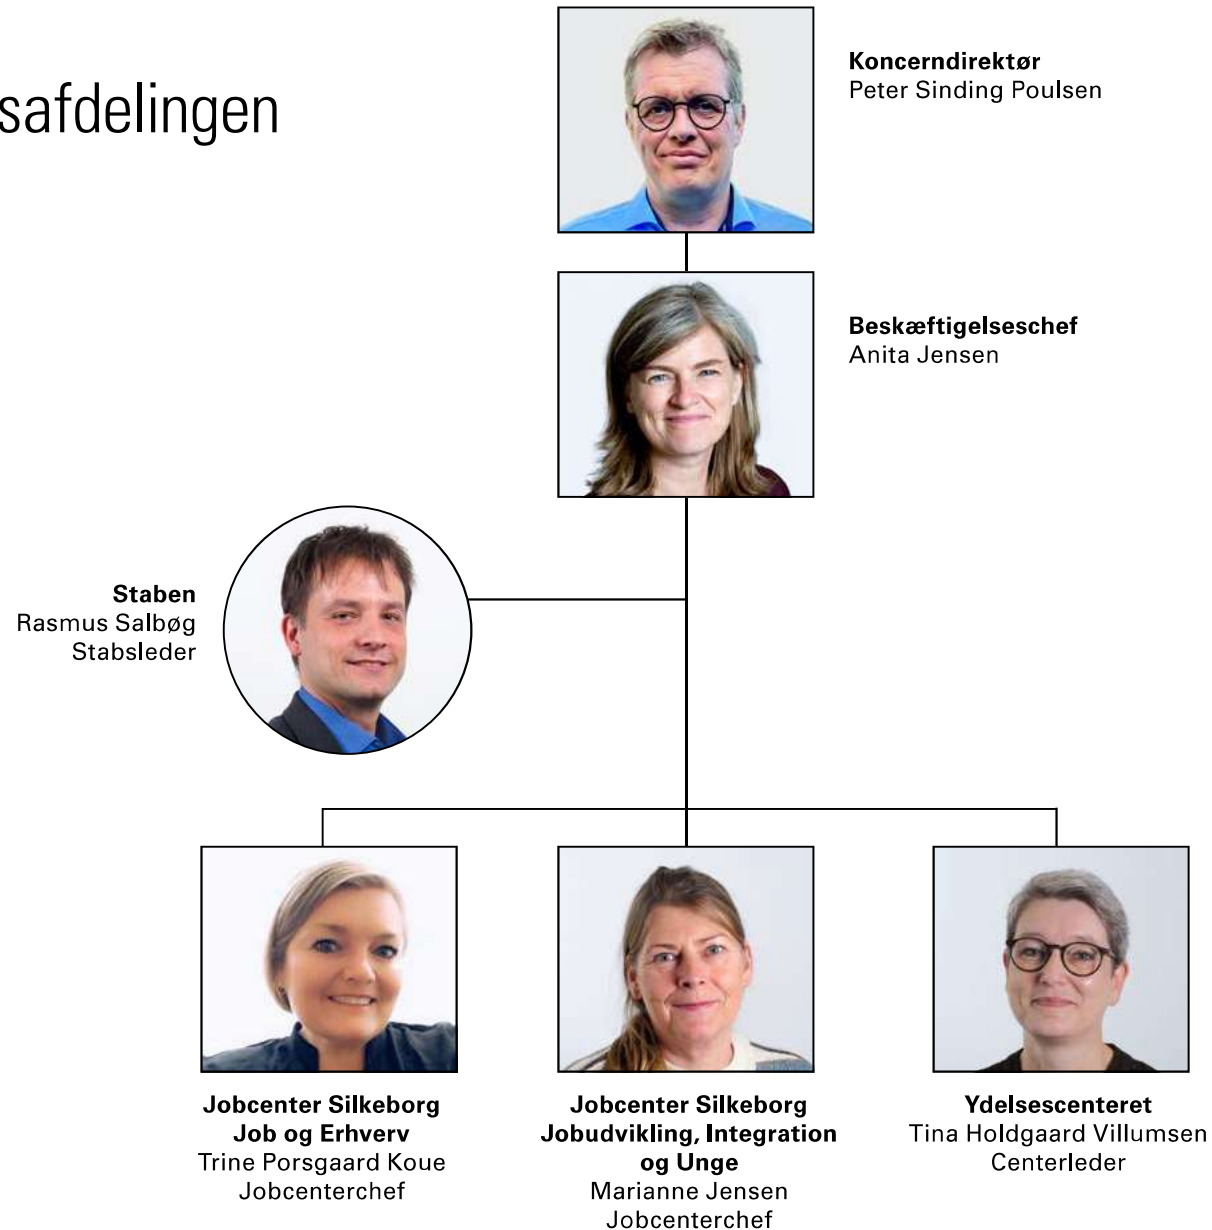 safdelingen
Koncerndirektør
Peter Sinding Poulsen
Beskæftigelseschef
Anita Jensen
Staben
Rasmus Salbøg
Stabsleder
Jobcenter Silkeborg
Job og Erhverv
Trine Porsgaard Koue
Jobcenterchef
Jobcenter Silkeborg
Jobudvikling, Integration
og Unge
Marianne Jensen
Jobcenterchef
Ydelsescenteret
Tina Holdgaard Villumsen
Centerleder